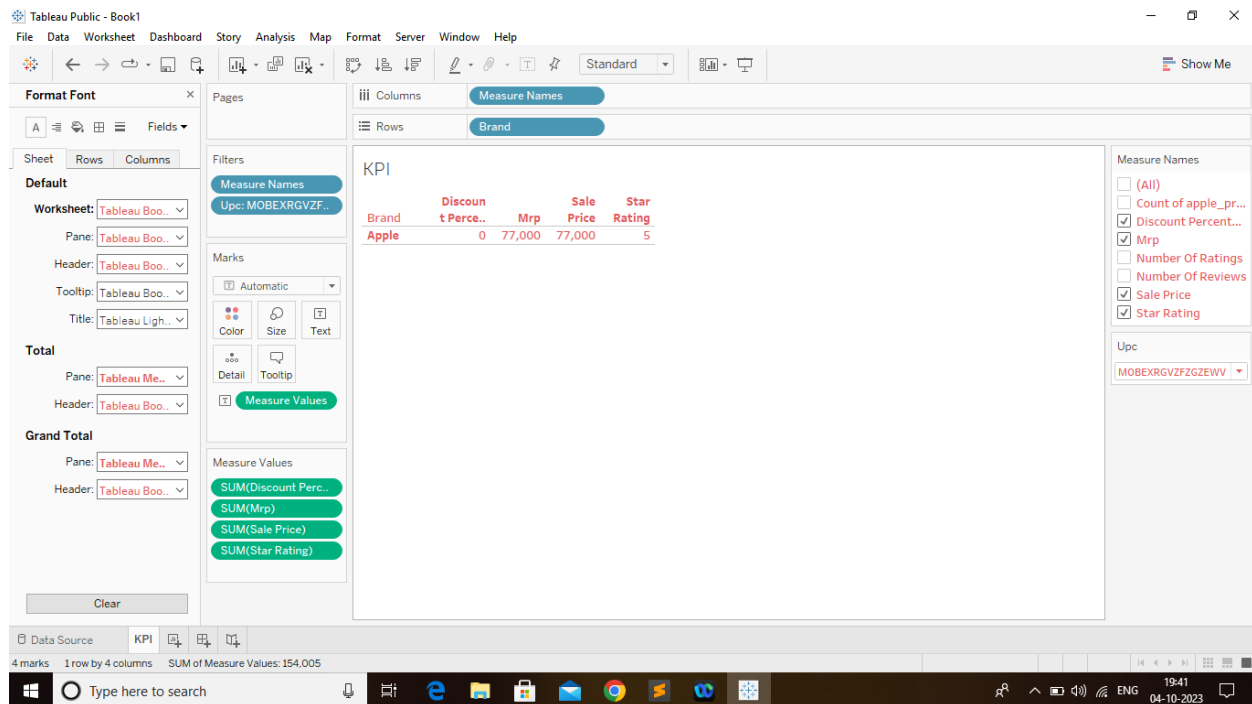 Tableau Public - Book1
File Data Worksheet Dashboard Story Analysis Map Format Server Window Help
Standard
Show Me
Format Font
Fields
Sheet Rows Columns
Default
Worksheet: Tableau Boo..
Pane: Tableau Boo..
Header: Tableau Boo..
Tooltip: Tableau Boo..
Title: Tableau Ligh..
Total
Pane: Tableau Me..
Header: Tableau Boo..
Grand Total
Pane: Tableau Me..
Header: Tableau Boo..
Clear
Pages
Filters
Measure Names
Upc: MOBEXRGVZF..
Marks
Automatic
Color Size Text
Detail Tooltip
Measure Values
Measure Values
SUM(Discount Perc..
SUM(Mrp)
SUM(Sale Price)
SUM(Star Rating)
Columns Measure Names
Rows Brand
KPI
Discoun Sale Star
Brand t Perce.. Mrp Price Rating
Apple 0 77,000 77,000 5
Measure Names
(All)
Count of apple_pr...
Discount Percent...
Mrp
Number Of Ratings
Number Of Reviews
Sale Price
Star Rating
Upc
MOBEXRGVZFZGZEWV
Data Source KPI
4 marks 1 row by 4 columns SUM of Measure Values: 154,005
Type here to search
ENG
19:41
04-10-2023